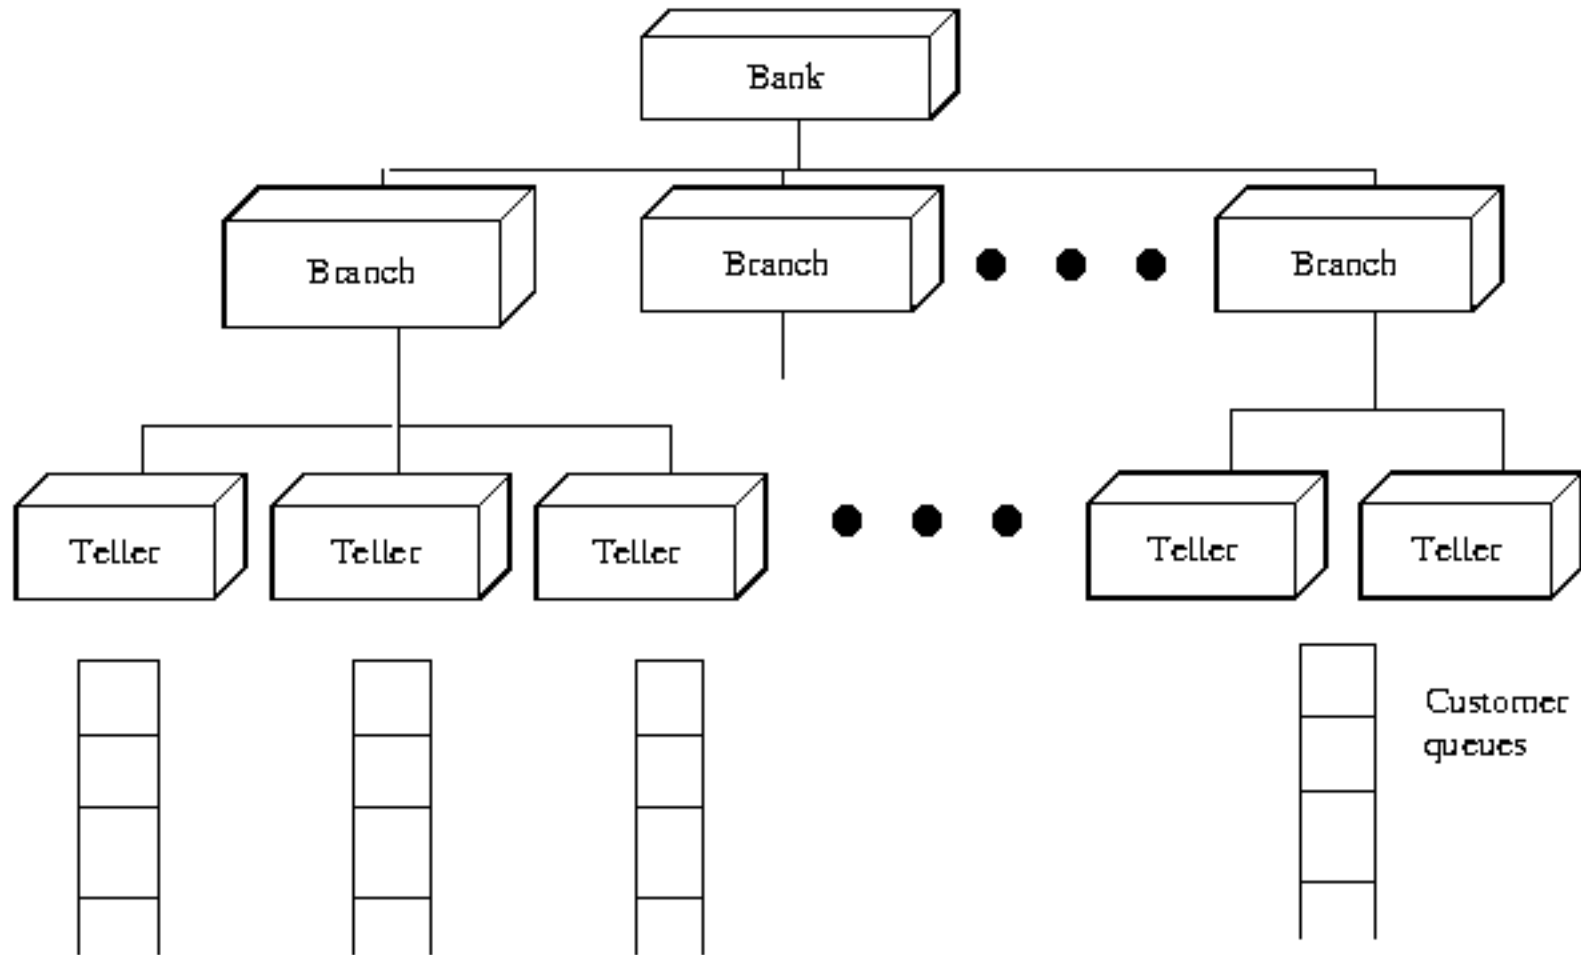 Bank
Branch
Branch
Branch
Teller
Teller
Teller
Teller
Teller
Customer
queues